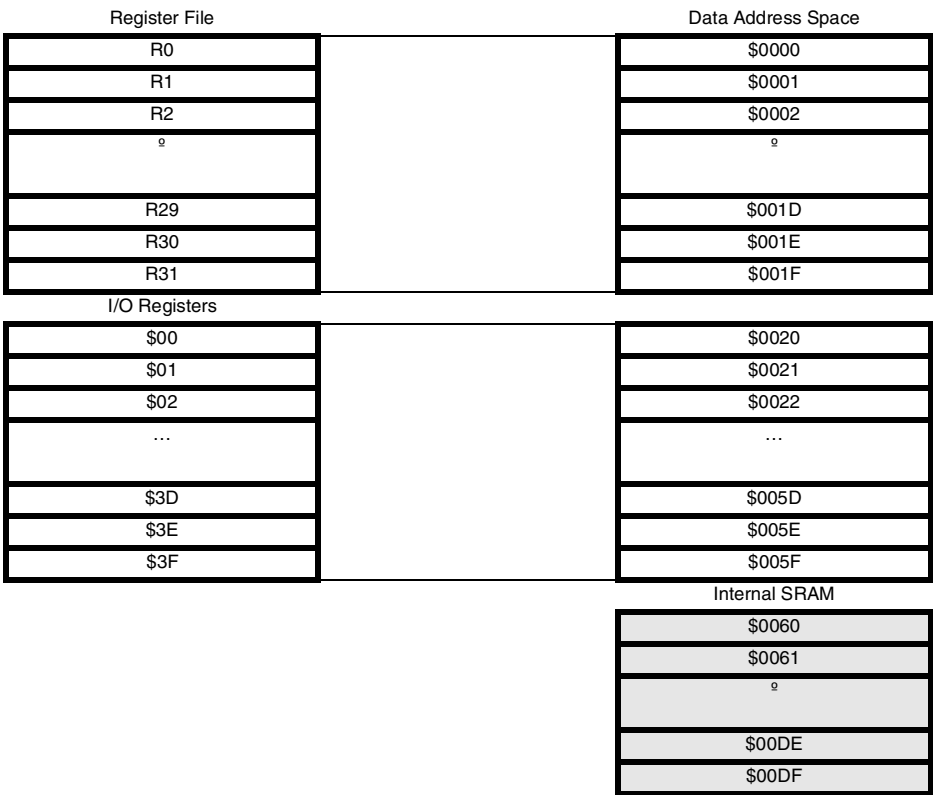 Register File Data Address Space
R0 $0000
R1 $0001
R2 $0002
º º
R29 $001D
R30 $001E
R31 $001F
I/O Registers
$00 $0020
$01 $0021
$02 $0022
... ...
$3D $005D
$3E $005E
$3F $005F
Internal SRAM
$0060
$0061
º
$00DE
$00DF